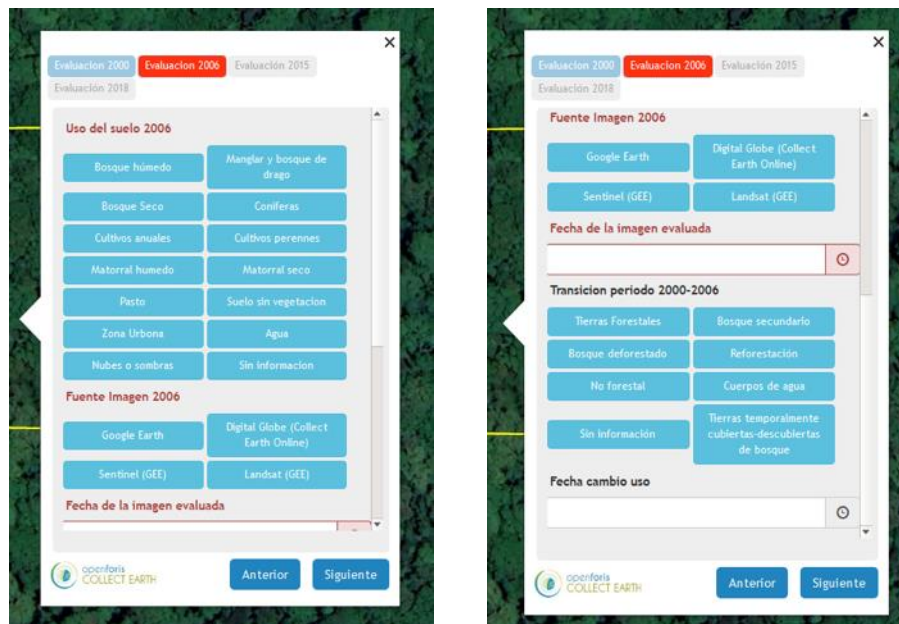 Evaluacion 2000 Evaluacion 2006 Evaluación 2015
Evaluación 2018
Uso del suelo 2006
Bosque húmedo
Manglar y bosque de
drago
Bosque Seco
Coniferas
Cultivos anuales
Cultivos perennes
Matorral humedo
Matorral seco
Pasto
Suelo sin vegetacion
Zona Urbona
Agua
Nubes o sombras
Sin informacion
Fuente Imagen 2006
Google Earth
Digital Globe (Collect
Earth Online)
Sentinel (GEE)
Landsat (GEE)
Fecha de la imagen evaluada
openforis
COLLECT EARTH
Anterior
Siguiente
Evaluacion 2000 Evaluacion 2006 Evaluación 2015
Evaluación 2018
Fuente Imagen 2006
Google Earth
Digital Globe (Collect
Earth Online)
Sentinel (GEE)
Landsat (GEE)
Fecha de la imagen evaluada
Transicion periodo 2000-2006
Tierras Forestales
Bosque secundario
Bosque deforestado
Reforestación
No forestal
Cuerpos de agua
Sin información
Tierras temporalmente
cubiertas-descubiertas
de bosque
Fecha cambio uso
openforis
COLLECT EARTH
Anterior
Siguiente